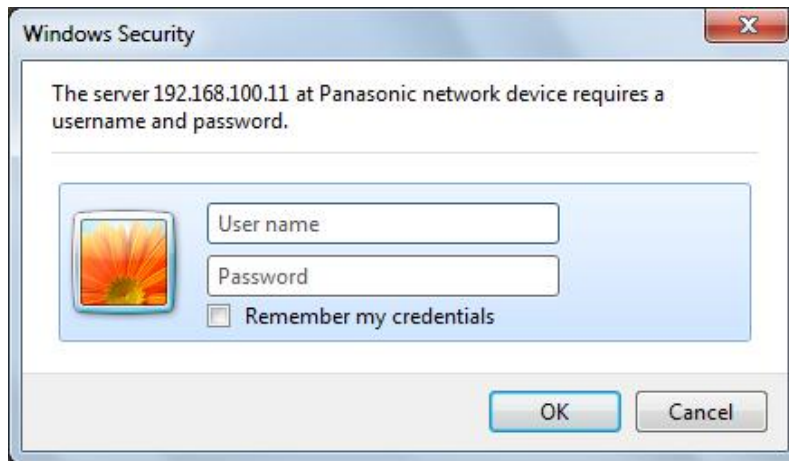 Windows Security
The server 192.168.100.11 at Panasonic network device requires a
username and password.
User name
Password
Remember my credentials
OK
Cancel